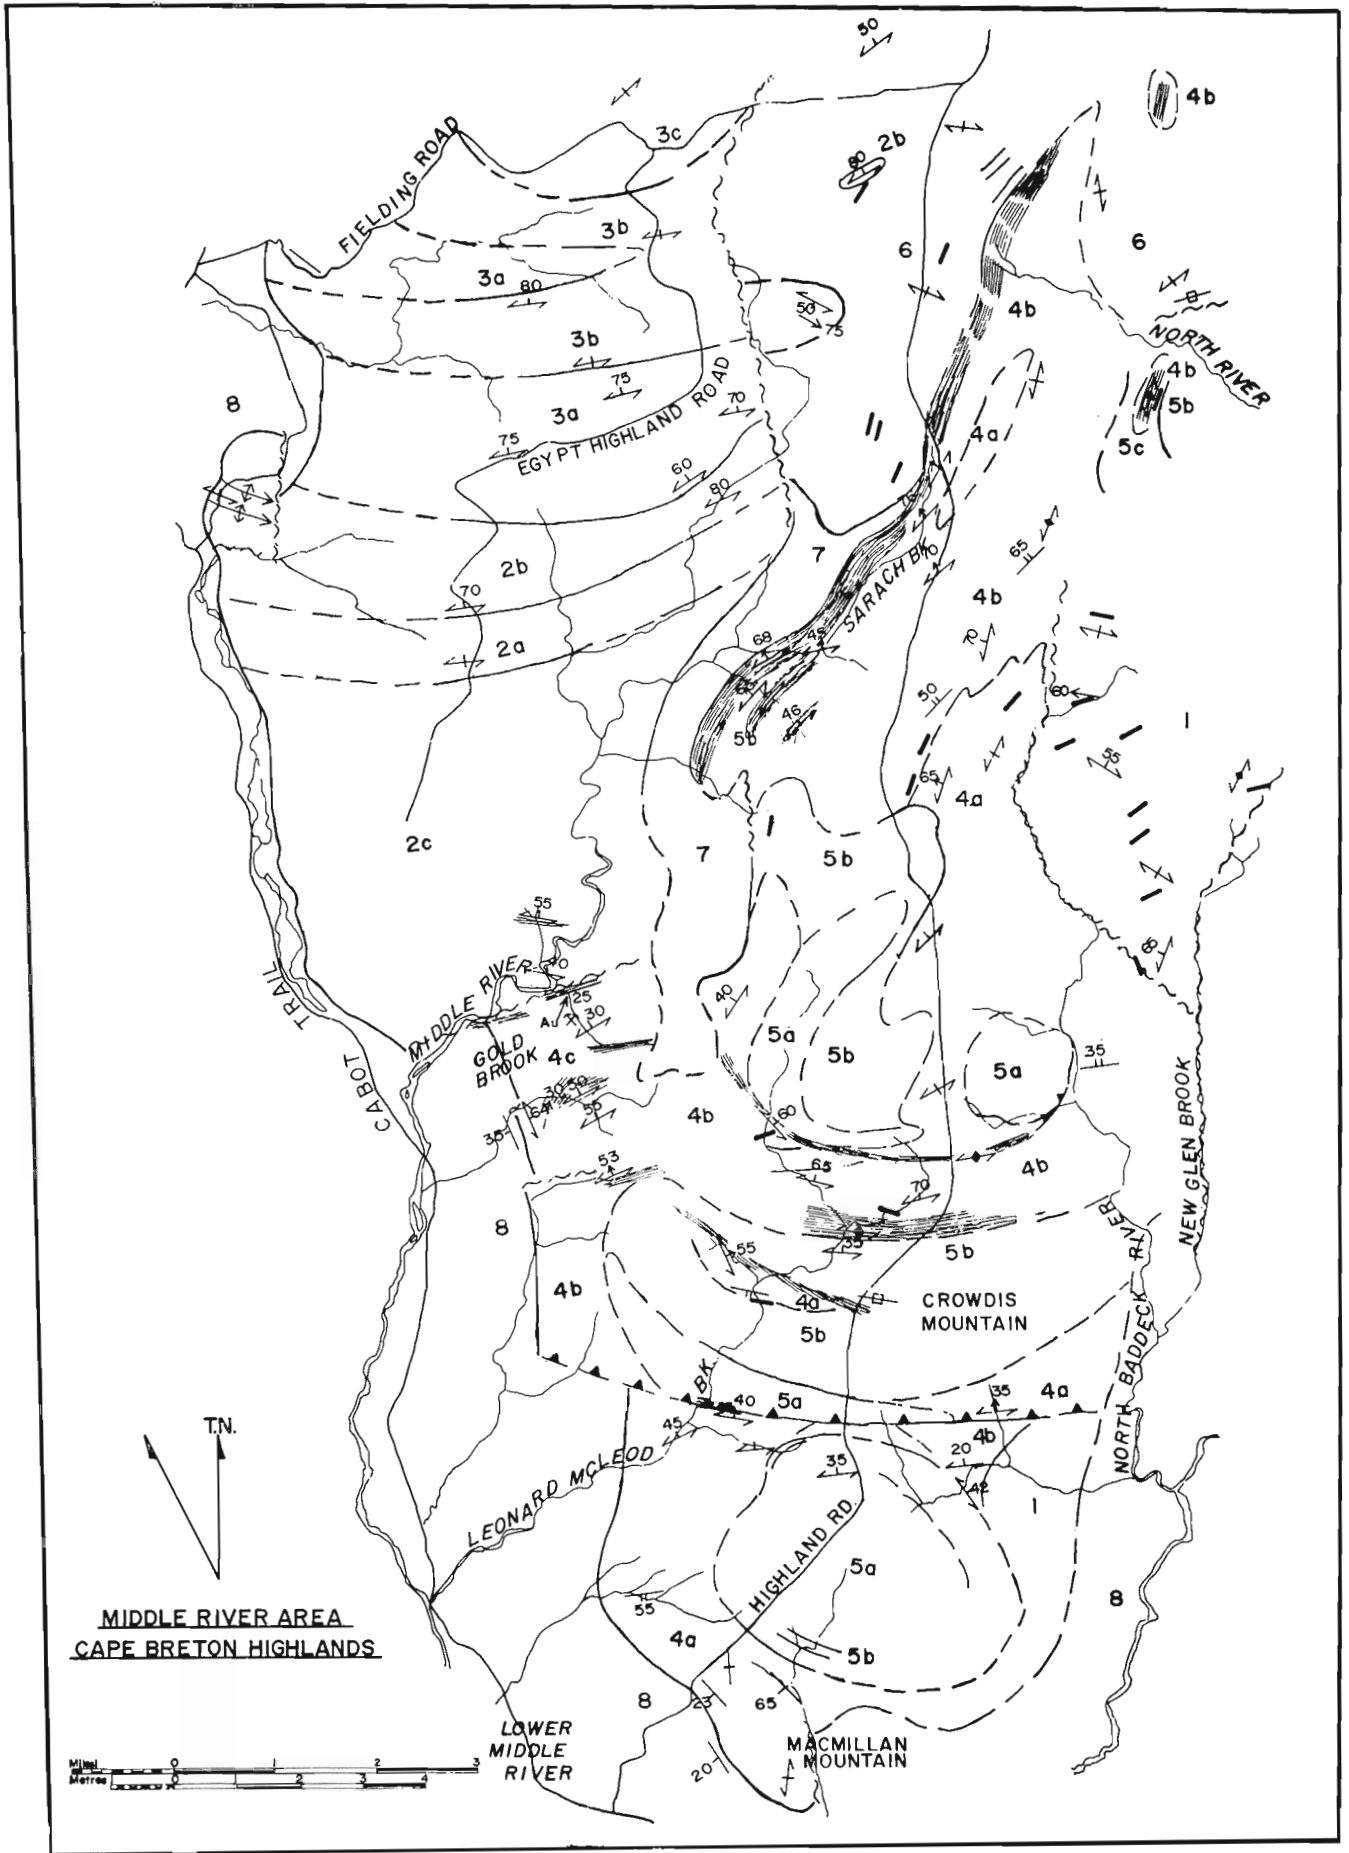 50
4b
3c
2b
80
FIELDING ROAD
3b
6
6
3a
80
4b
50
75
NORTH RIVER
3b
4b
75
5b
8
3a
70
4a
5c
75
EGYPT HIGHLAND ROAD
60
80
7
70
65
2b
SARACH BK
4b
70
68
70
2a
60
50
46
1
5b
55
65
4a
2c
7
5b
55
65
TRAIL
MIDDLE RIVER
40
25
40
Au
30
5a
GOLD
BROOK
4c
5b
5a
35
CABOT
30
50
64
55
4b
60
35
NEW GLEN BROOK
53
65
4b
70
8
35
5b
55
4b
4a
CROWDIS
MOUNTAIN
5b
NORTH BADDECK RIVER
BK.
40
5a
35
4a
T.N.
45
4b
20
35
42
LEONARD MCLEOD
1
HIGHLAND RD.
5a
8
55
MIDDLE RIVER AREA
CAPE BRETON HIGHLANDS
4a
5b
8
23
65
LOWER
MIDDLE
RIVER
MACMILLAN
MOUNTAIN
20
Miles 0 1 2 3
Metres 0 2 3 4